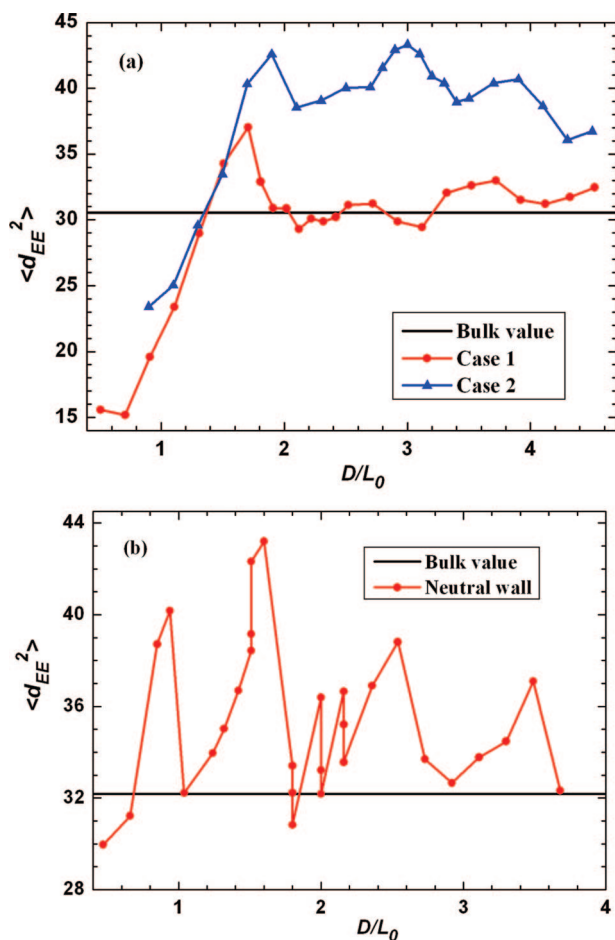 45
(a)
40
35
30
25
20
15
<d_EE^2>
Bulk value
Case 1
Case 2
1
2
3
4
D/L_0
44
(b)
Bulk value
Neutral wall
40
36
32
28
<d_EE^2>
1
2
3
4
D/L_0